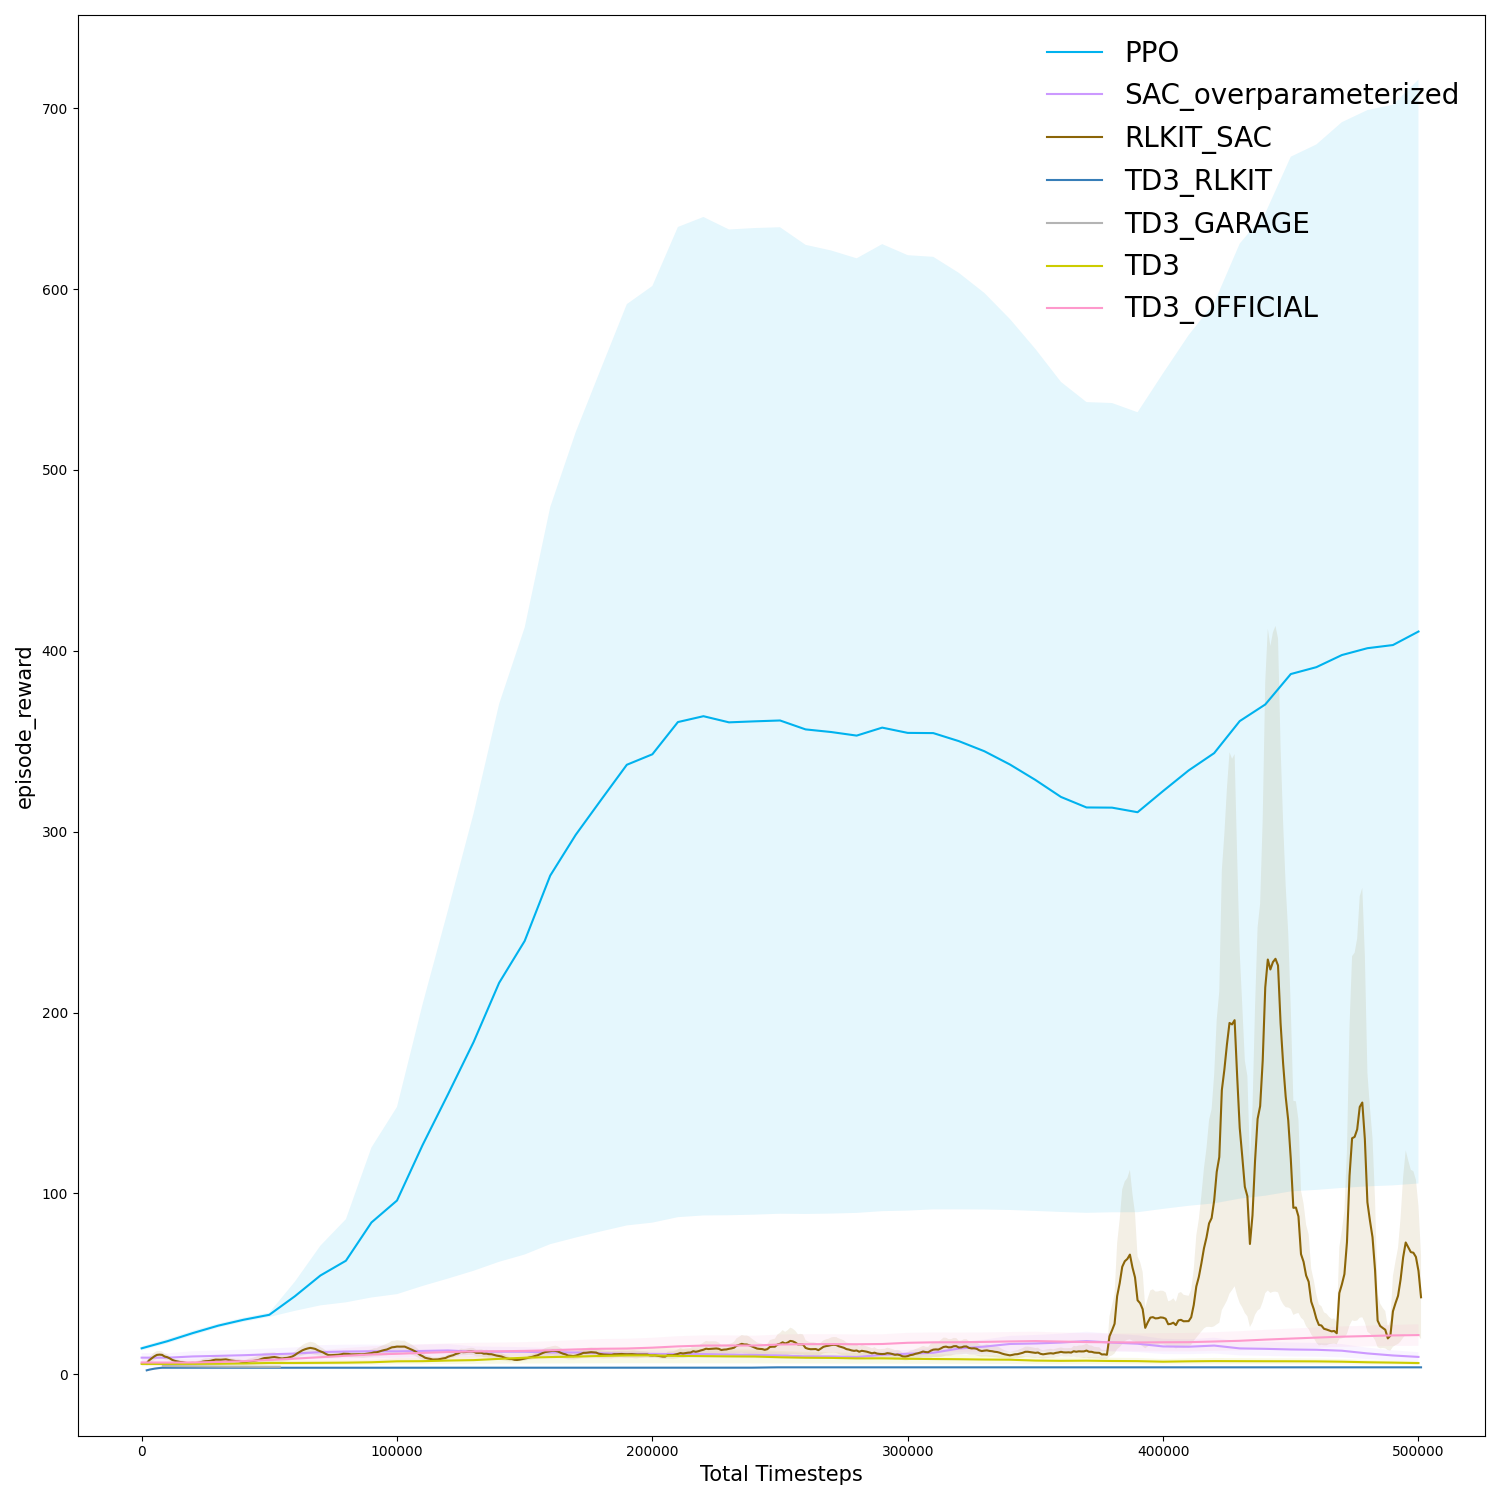 PPO
SAC_overparameterized
RLKIT_SAC
TD3_RLKIT
TD3_GARAGE
TD3
TD3_OFFICIAL
700
600
500
400
300
200
100
0
episode_reward
0 100000 200000 300000 400000 500000
Total Timesteps